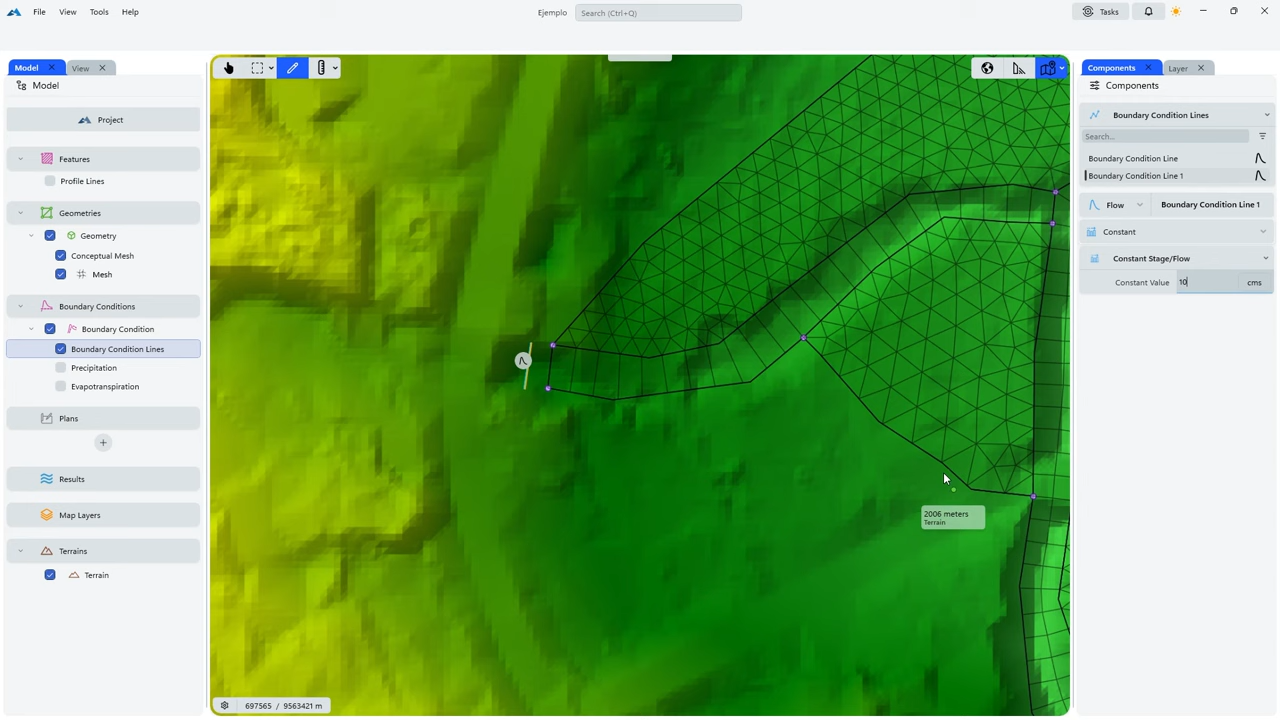 File View Tools Help
Ejemplo Search (Ctrl+Q)
Tasks
Model View
Model
Project
Features
Profile Lines
Geometries
Geometry
Conceptual Mesh
Mesh
Boundary Conditions
Boundary Condition
Boundary Condition Lines
Precipitation
Evapotranspiration
Plans
Results
Map Layers
Terrains
Terrain
2006 meters
Terrain
697565 / 9563421 m
Components Layer
Components
Boundary Condition Lines
Search...
Boundary Condition Line
Boundary Condition Line 1
Flow Boundary Condition Line 1
Constant
Constant Stage/Flow
Constant Value 10 cms